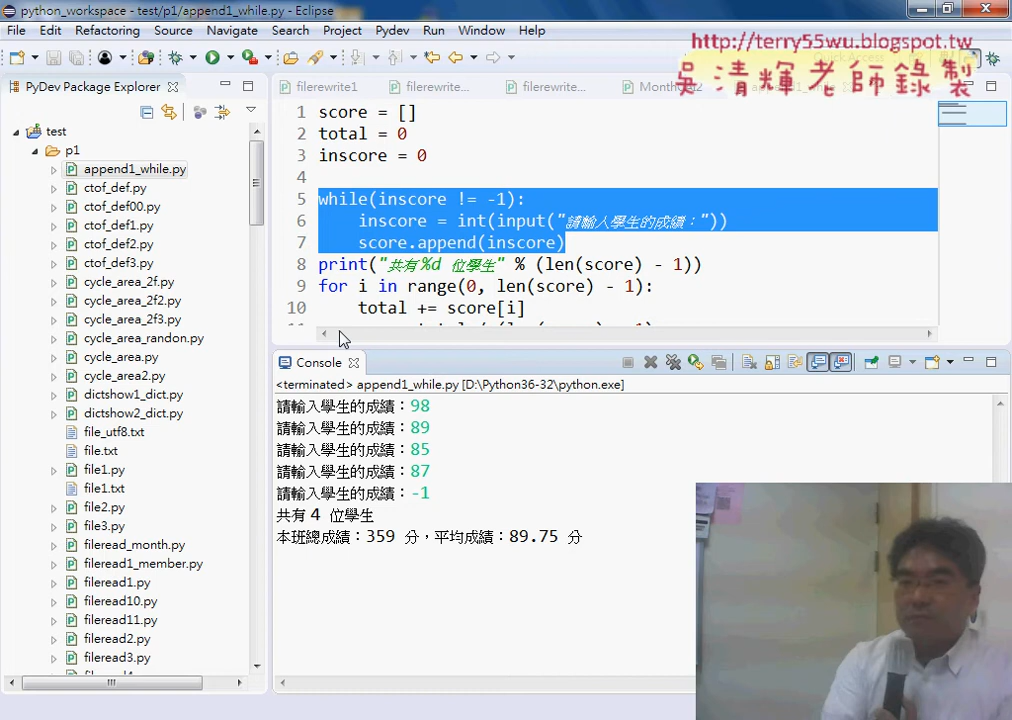 python_workspace - test/p1/append1_while.py - Eclipse
File Edit Refactoring Source Navigate Search Project Pydev Run Window Help
http://terry55wu.blogspot.tw
吳清輝老師錄製
PyDev Package Explorer
filerewrite1 filerewrite... filerewrite...
test
p1
append1_while.py
ctof_def.py
ctof_def00.py
ctof_def1.py
ctof_def2.py
ctof_def3.py
cycle_area_2f.py
cycle_area_2f2.py
cycle_area_2f3.py
cycle_area_randon.py
cycle_area.py
cycle_area2.py
dictshow1_dict.py
dictshow2_dict.py
file_utf8.txt
file.txt
file1.py
file1.txt
file2.py
file3.py
fileread_month.py
fileread1_member.py
fileread1.py
fileread10.py
fileread11.py
fileread2.py
fileread3.py
1 score = []
2 total = 0
3 inscore = 0
4
5 while(inscore != -1):
6 inscore = int(input("請輸入學生的成績："))
7 score.append(inscore)
8 print("共有%d 位學生" % (len(score) - 1))
9 for i in range(0, len(score) - 1):
10 total += score[i]
Console
<terminated> append1_while.py [D:\Python36-32\python.exe]
請輸入學生的成績：98
請輸入學生的成績：89
請輸入學生的成績：85
請輸入學生的成績：87
請輸入學生的成績：-1
共有 4 位學生
本班總成績：359 分，平均成績：89.75 分